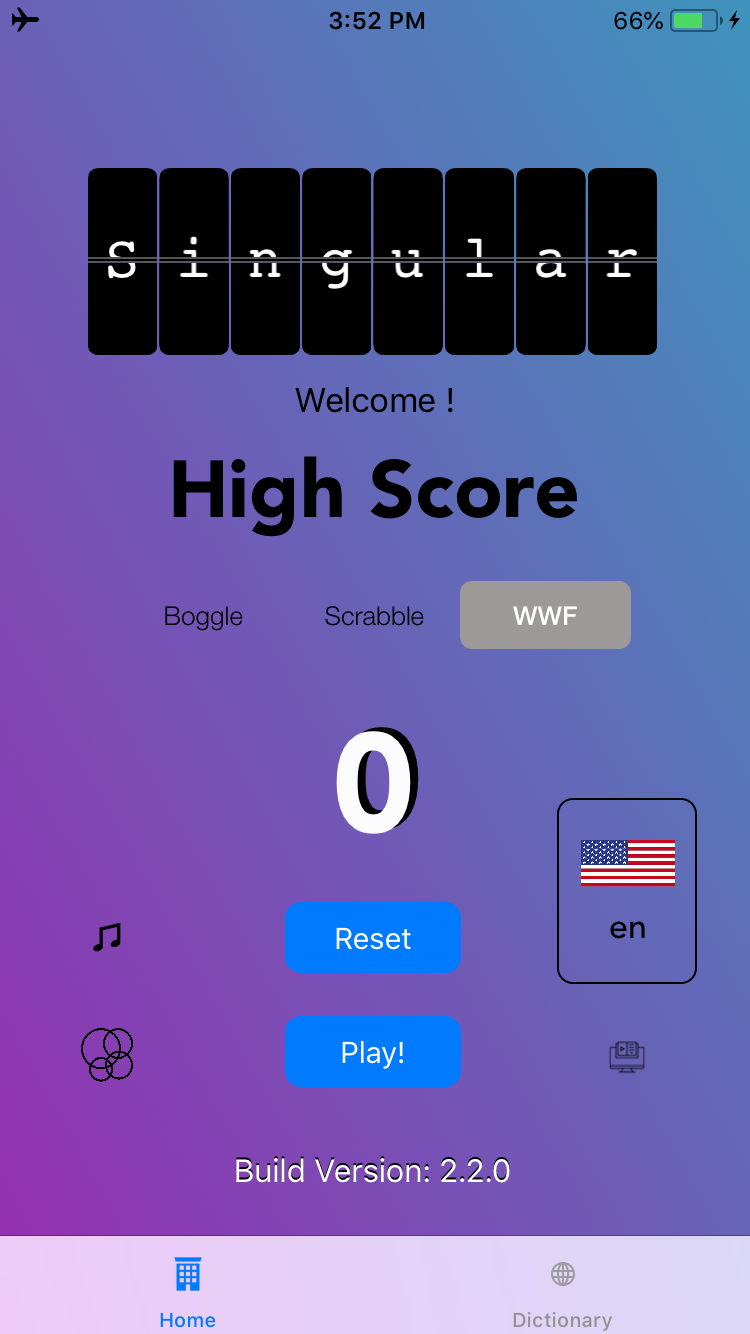 3:52 PM 66%
Singular
Welcome !
High Score
Boggle Scrabble WWF
0
en
Reset
Play!
Build Version: 2.2.0
Home Dictionary